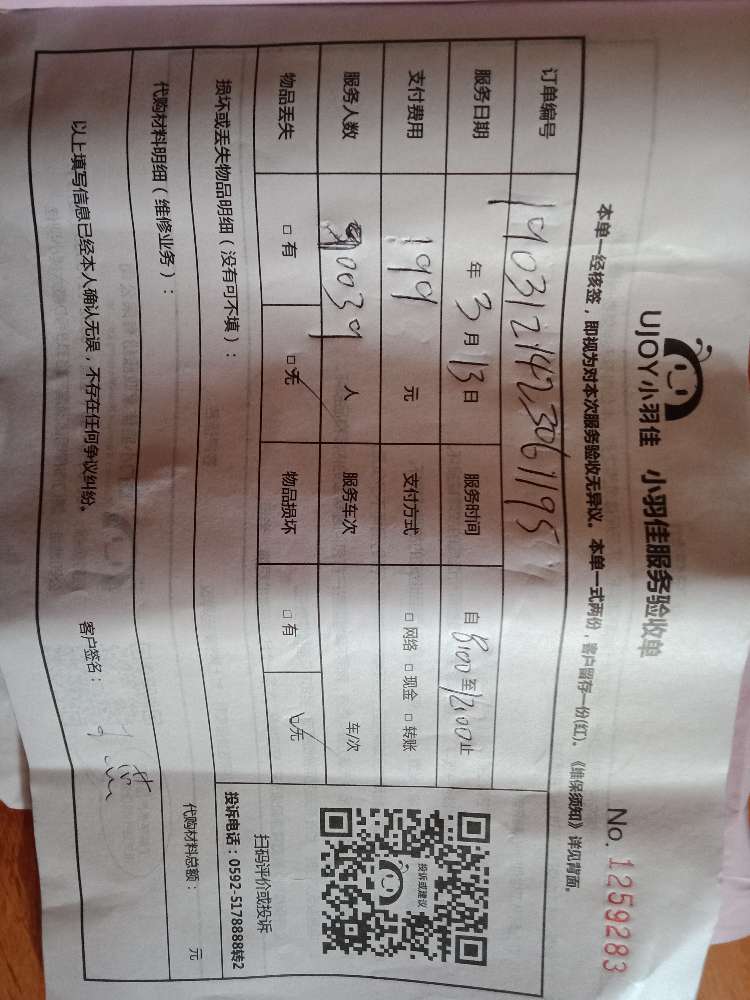 UJOY小羽佳 小羽佳服务验收单
No. 1259283
本单一经核签，即视为对本次服务验收无异议。本单一式两份，客户留存一份(红)。《维保须知》详见背面。
订单编号 1903121423061195
服务日期 年 3 月 13 日 服务时间 自 8:00 至 12:00 止
支付费用 199 元 支付方式 □ 网络 □ 现金 □ 转账
服务人数 人 服务车次 车/次
物品丢失 □ 有 □ 无 物品损坏 □ 有 □ 无
投诉或建议
扫码评价或投诉
投诉电话：0592-5178888转2
损坏或丢失物品明细（没有可不填）：
代购材料明细（维修业务）： 代购材料总额： 元
以上填写信息已经本人确认无误，不存在任何争议纠纷。 客户签名：